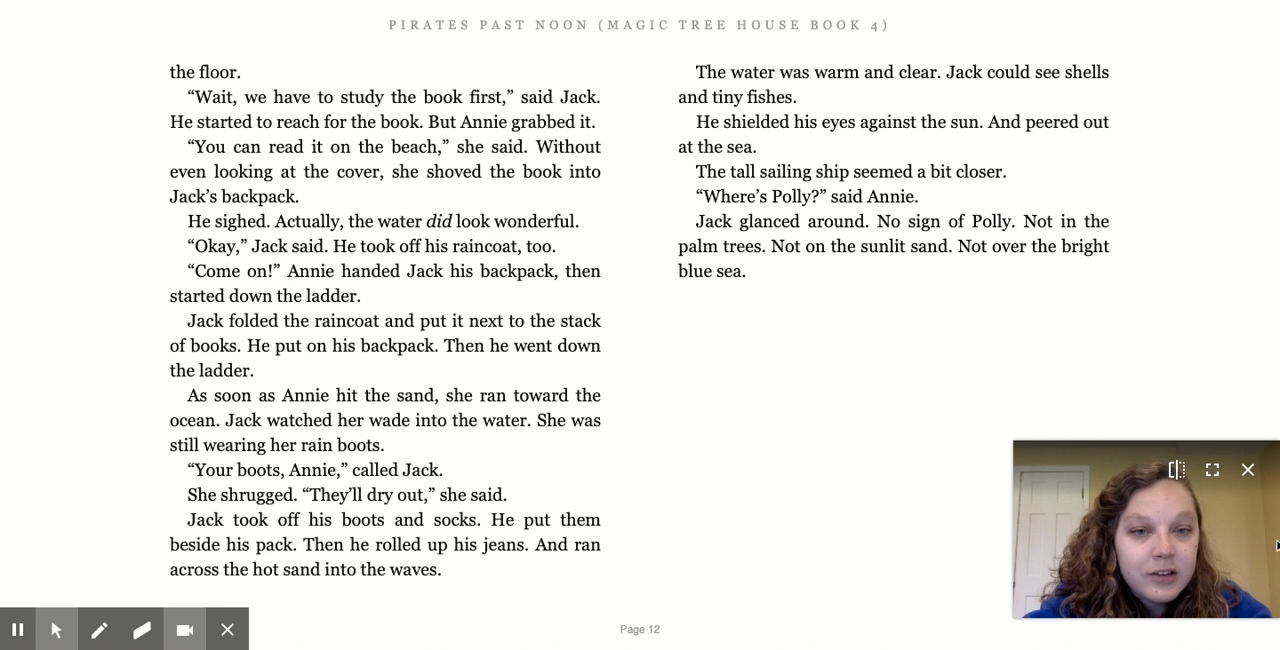 PIRATES PAST NOON (MAGIC TREE HOUSE BOOK 4)
the floor.
“Wait, we have to study the book first,” said Jack.
He started to reach for the book. But Annie grabbed it.
“You can read it on the beach,” she said. Without
even looking at the cover, she shoved the book into
Jack’s backpack.
He sighed. Actually, the water did look wonderful.
“Okay,” Jack said. He took off his raincoat, too.
“Come on!” Annie handed Jack his backpack, then
started down the ladder.
Jack folded the raincoat and put it next to the stack
of books. He put on his backpack. Then he went down
the ladder.
As soon as Annie hit the sand, she ran toward the
ocean. Jack watched her wade into the water. She was
still wearing her rain boots.
“Your boots, Annie,” called Jack.
She shrugged. “They’ll dry out,” she said.
Jack took off his boots and socks. He put them
beside his pack. Then he rolled up his jeans. And ran
across the hot sand into the waves.
The water was warm and clear. Jack could see shells
and tiny fishes.
He shielded his eyes against the sun. And peered out
at the sea.
The tall sailing ship seemed a bit closer.
“Where’s Polly?” said Annie.
Jack glanced around. No sign of Polly. Not in the
palm trees. Not on the sunlit sand. Not over the bright
blue sea.
Page 12